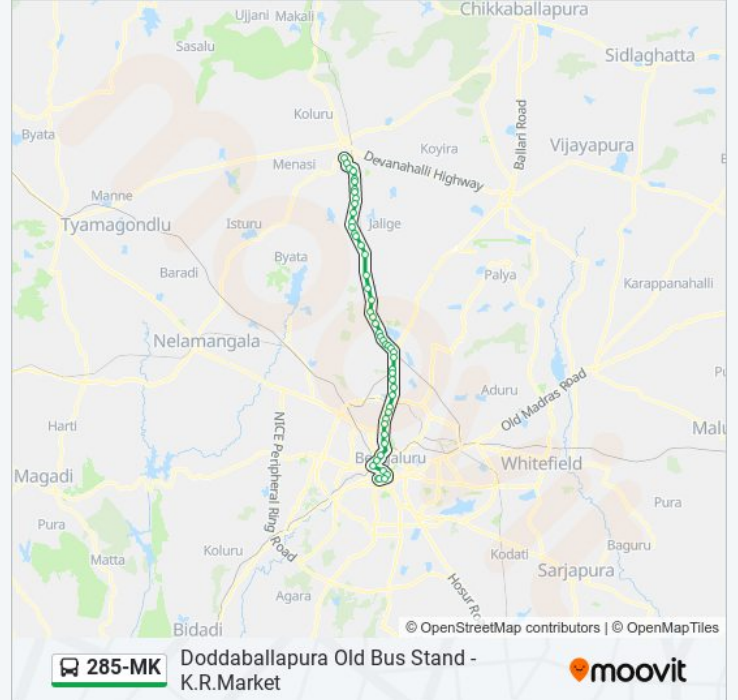 Ujjani Makali
Chikkaballapura
Sasalu
Sidlaghatta
Koluru
Ballari Road
Byata
Koyira
Vijayapura
Menasi
Devanahalli Highway
Manne
Tyamagondlu
Isturu
Jalige
Byata
Baradi
Palya
Karappanahalli
Nelamangala
Aduru
Old Madras Road
Harti
NICE Peripheral Ring Road
Bengaluru
Malu
Whitefield
Magadi
Pura
Pura
Baguru
Koluru
Matta
Kodati
Sarjapura
Agara
Hosur Ro
Bidadi
© OpenStreetMap contributors | © OpenMapTiles
285-MK
Doddaballapura Old Bus Stand -
K.R.Market
moovit